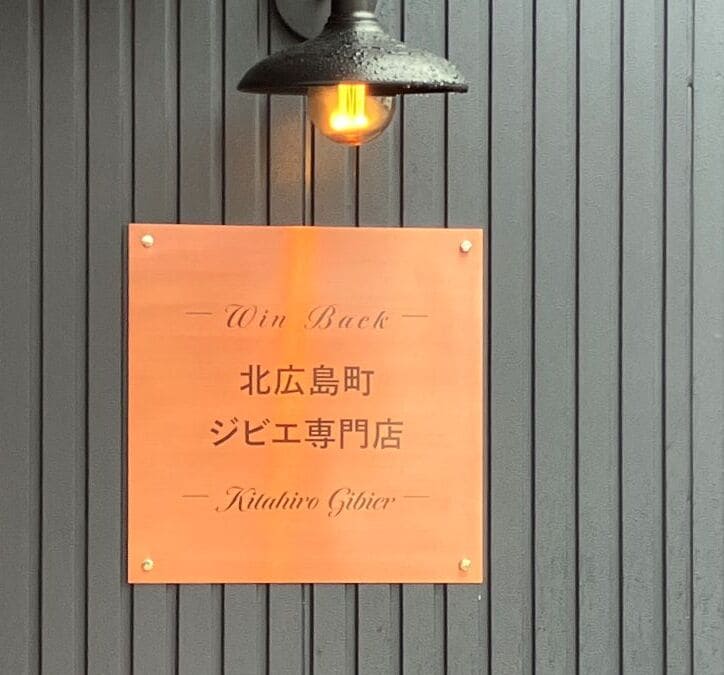 — Win Back —
北広島町
ジビエ専門店
— Kitahiro Gibier —